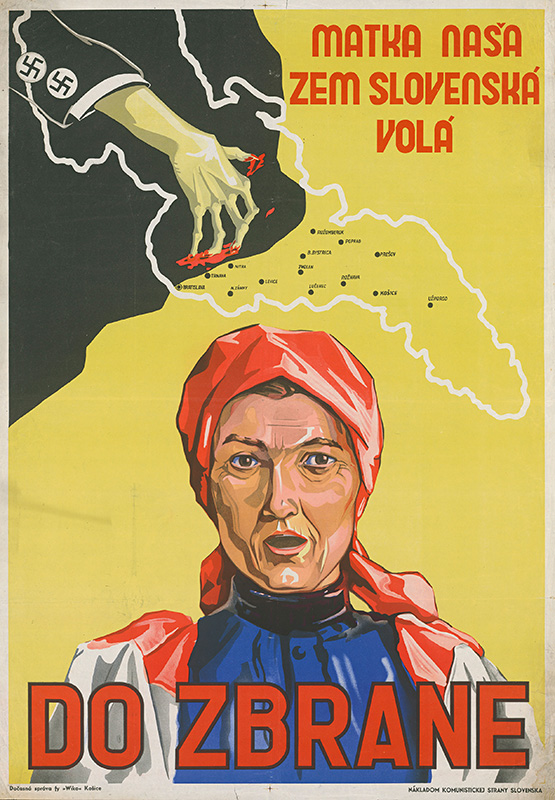 MATKA NAŠA
ZEM SLOVENSKÁ
VOLÁ
RUŽOMBEROK
POPRAD
B. BYSTRICA
PREŠOV
ZVOLEN
NITRA
TRNAVA
LEVICE
ROŽŇAVA
BRATISLAVA
N. ZÁMKY
LUČENEC
KOŠICE
UŽHOROD
DO ZBRANE
Dočasná správa fy »Wiko« Košice
NÁKLADOM KOMUNISTICKEJ STRANY SLOVENSKA